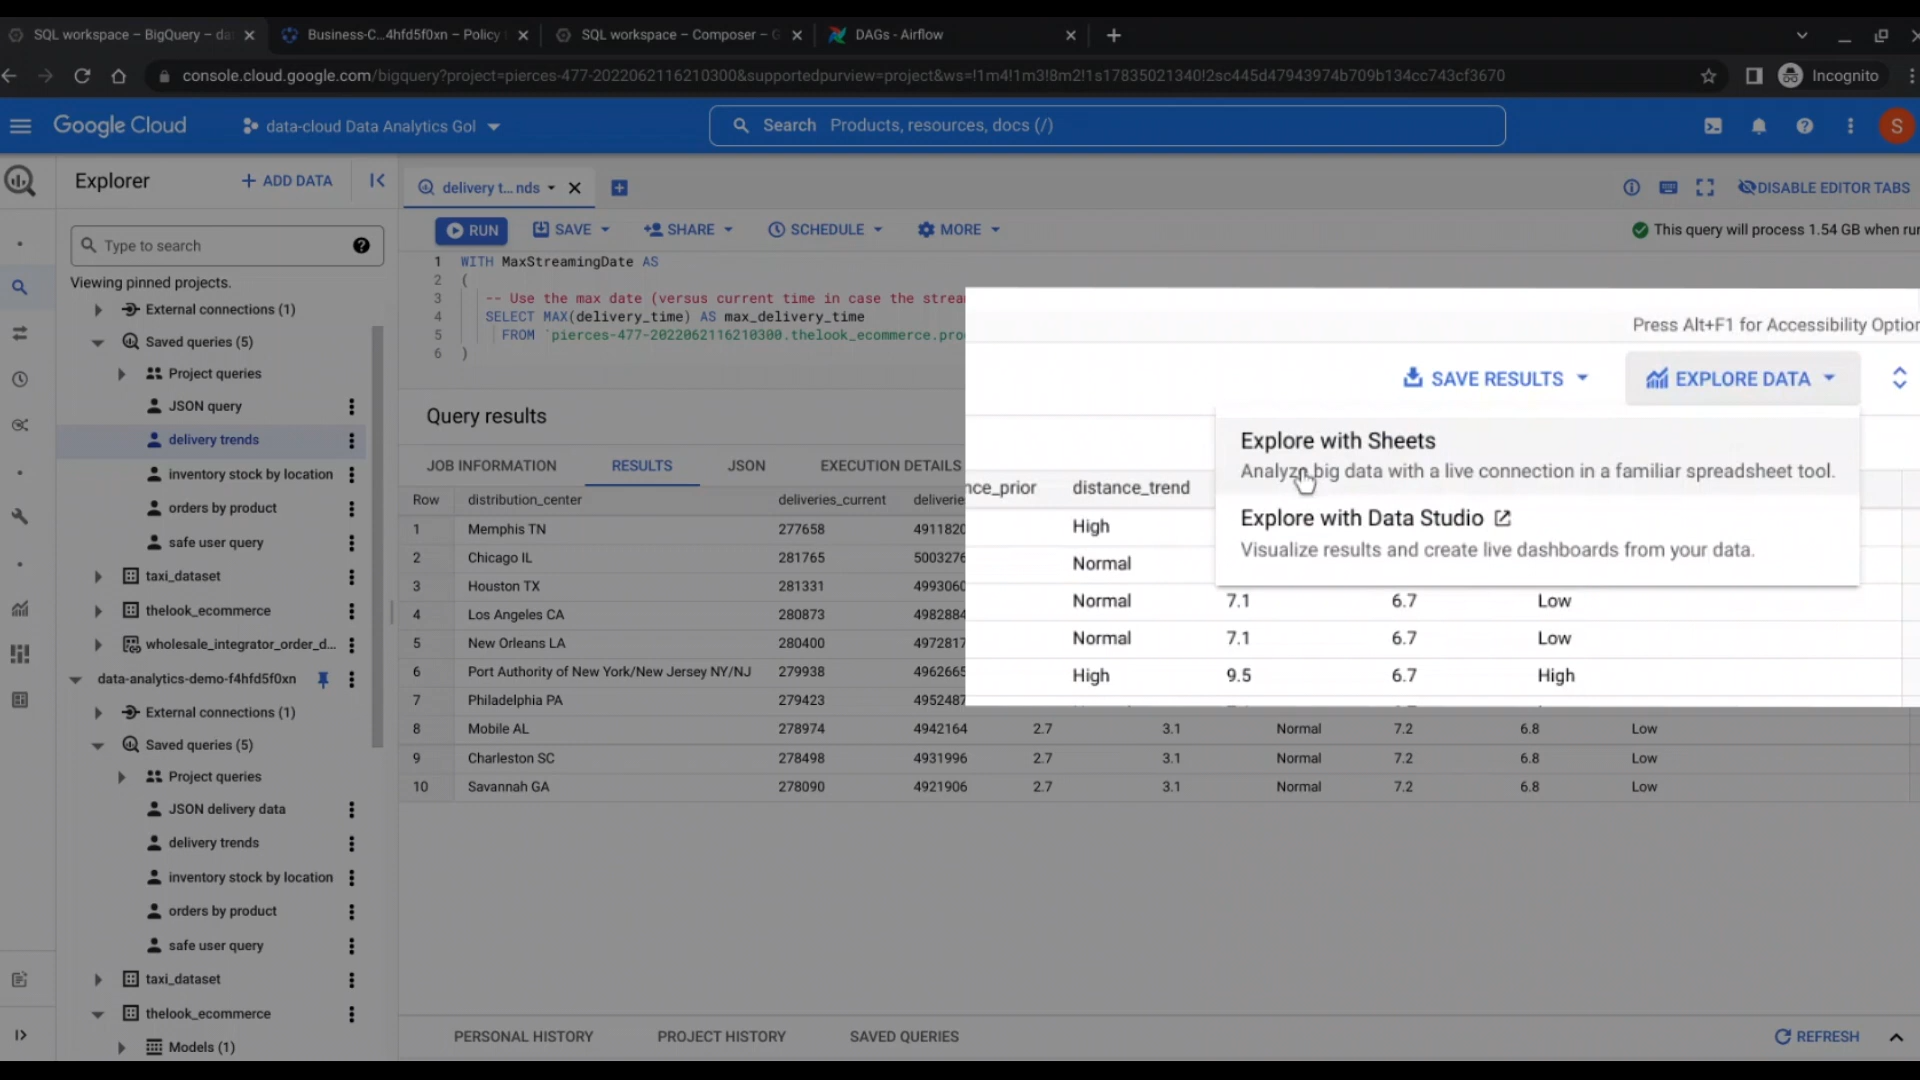 SQL workspace – BigQuery – da
Business-C...4hfd5f0xn – Policy
SQL workspace – Composer – G
DAGs - Airflow
console.cloud.google.com/bigquery?project=pierces-477-2022062116210300&supportedpurview=project&ws=!1m4!1m3!8m2!1s17835021340!2sc445d47943974b709b134cc743cf3670
Incognito
Google Cloud
data-cloud Data Analytics Gol
Search Products, resources, docs (/)
S
Explorer
+ ADD DATA
delivery t... nds
DISABLE EDITOR TABS
Type to search
RUN
SAVE
SHARE
SCHEDULE
MORE
This query will process 1.54 GB when run
Viewing pinned projects.
External connections (1)
Saved queries (5)
Project queries
JSON query
delivery trends
inventory stock by location
orders by product
safe user query
taxi_dataset
thelook_ecommerce
wholesale_integrator_order_d...
data-analytics-demo-f4hfd5f0xn
External connections (1)
Saved queries (5)
Project queries
JSON delivery data
delivery trends
inventory stock by location
orders by product
safe user query
taxi_dataset
thelook_ecommerce
Models (1)
1 WITH MaxStreamingDate AS
2 (
3 -- Use the max date (versus current time in case the strea
4 SELECT MAX(delivery_time) AS max_delivery_time
5 FROM `pierces-477-2022062116210300.thelook_ecommerce.pro
6 )
Press Alt+F1 for Accessibility Option
Query results
SAVE RESULTS
EXPLORE DATA
Explore with Sheets
Analyze big data with a live connection in a familiar spreadsheet tool.
Explore with Data Studio
Visualize results and create live dashboards from your data.
JOB INFORMATION RESULTS JSON EXECUTION DETAILS
Row distribution_center deliveries_current deliverie
nce_prior distance_trend
1 Memphis TN 277658 4911820
2 Chicago IL 281765 5003276
3 Houston TX 281331 4993060
4 Los Angeles CA 280873 4982884
5 New Orleans LA 280400 4972817
6 Port Authority of New York/New Jersey NY/NJ 279938 4962665
7 Philadelphia PA 279423 4952487
High
Normal
Normal 7.1 6.7 Low
Normal 7.1 6.7 Low
High 9.5 6.7 High
8 Mobile AL 278974 4942164 2.7 3.1 Normal 7.2 6.8 Low
9 Charleston SC 278498 4931996 2.7 3.1 Normal 7.2 6.8 Low
10 Savannah GA 278090 4921906 2.7 3.1 Normal 7.2 6.8 Low
PERSONAL HISTORY PROJECT HISTORY SAVED QUERIES
REFRESH